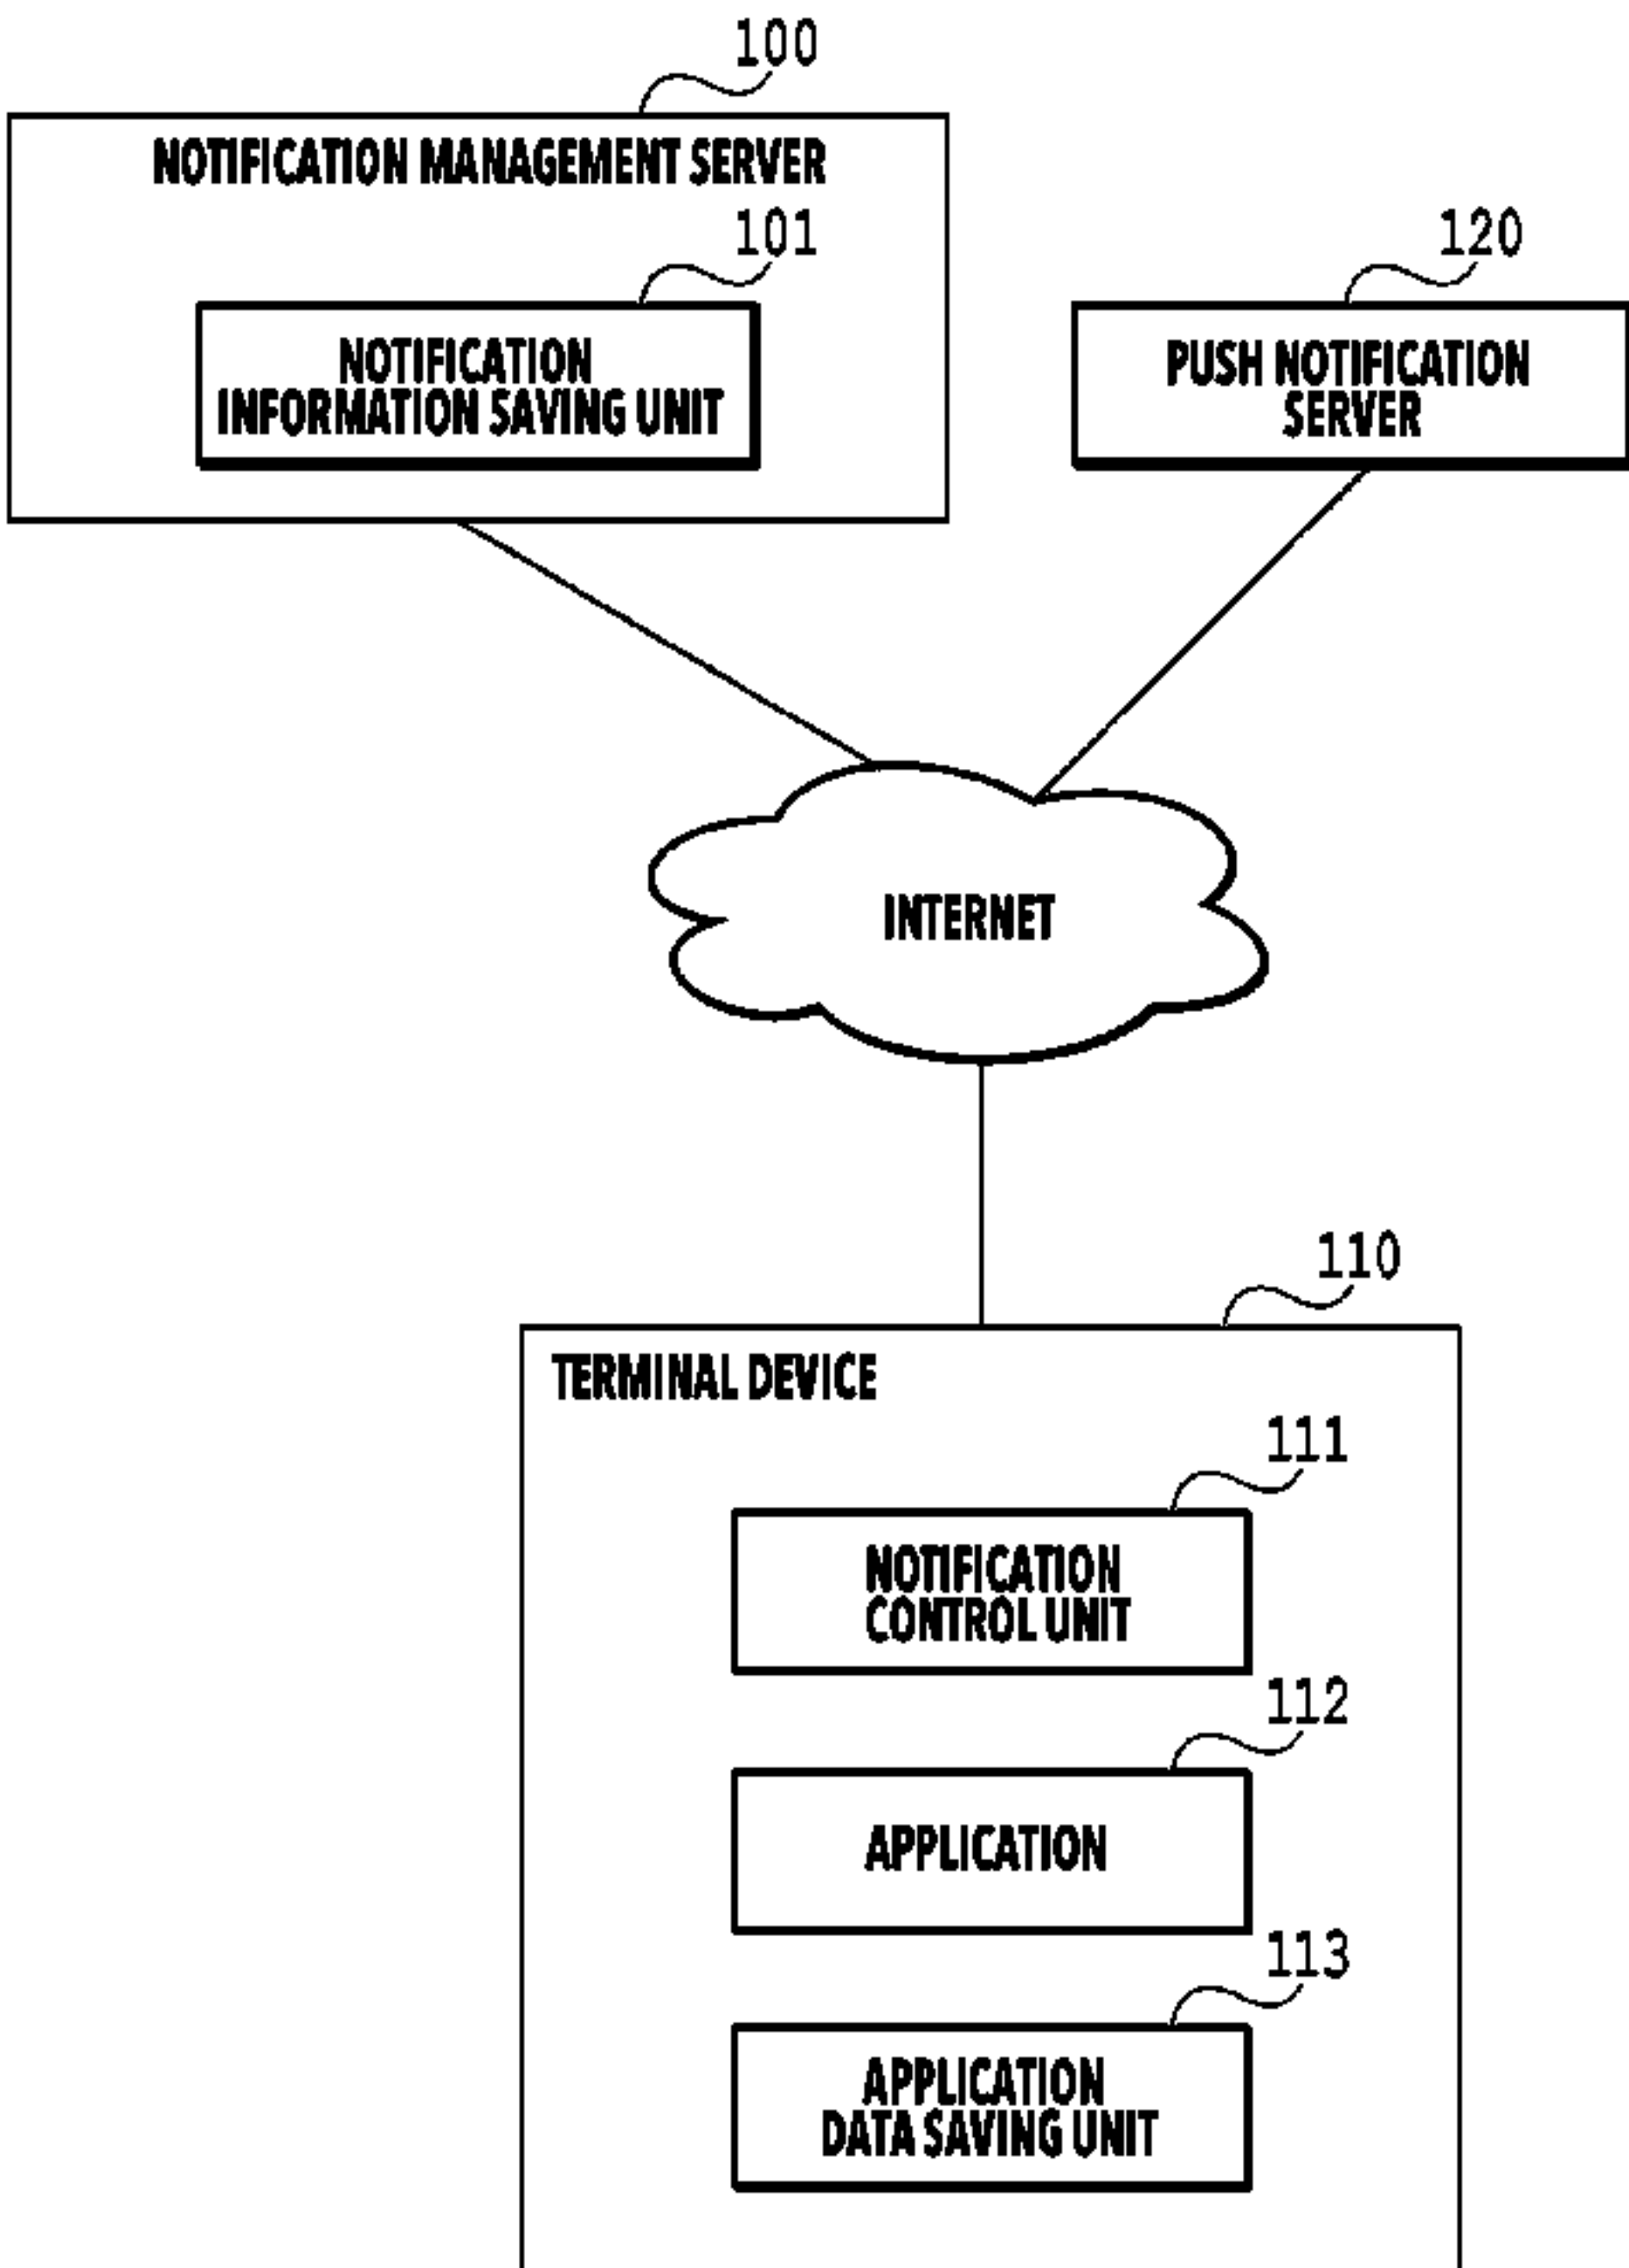 100
NOTIFICATION MANAGEMENT SERVER
101
NOTIFICATION
INFORMATION SAVING UNIT
120
PUSH NOTIFICATION
SERVER
INTERNET
110
TERMINAL DEVICE
111
NOTIFICATION
CONTROL UNIT
112
APPLICATION
113
APPLICATION
DATA SAVING UNIT